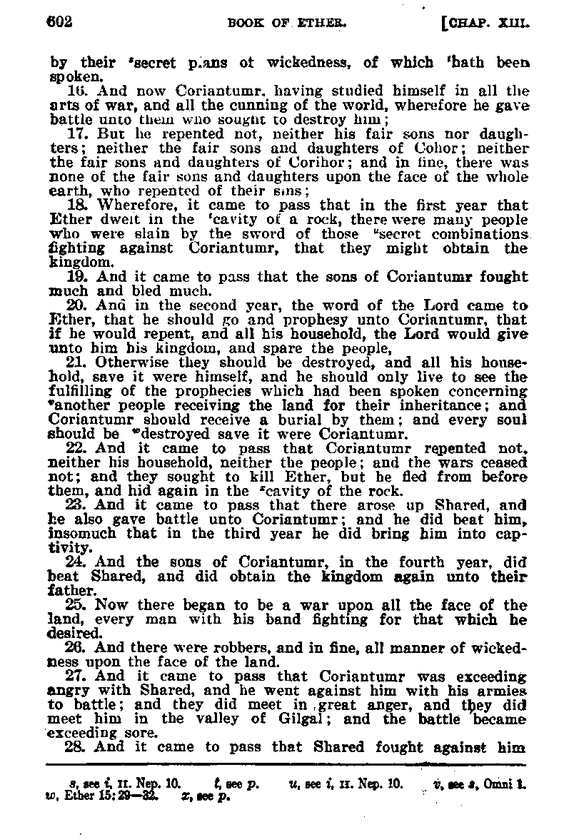 602 BOOK OF ETHER. [CHAP. XIII.
by their ˢsecret plans of wickedness, of which ᵗhath been
spoken.
16. And now Coriantumr, having studied himself in all the
arts of war, and all the cunning of the world, wherefore he gave
battle unto them who sought to destroy him;
17. But he repented not, neither his fair sons nor daugh-
ters; neither the fair sons and daughters of Cohor; neither
the fair sons and daughters of Corihor; and in fine, there was
none of the fair sons and daughters upon the face of the whole
earth, who repented of their sins;
18. Wherefore, it came to pass that in the first year that
Ether dwelt in the ᵗcavity of a rock, there were many people
who were slain by the sword of those ᵘsecret combinations
fighting against Coriantumr, that they might obtain the
kingdom.
19. And it came to pass that the sons of Coriantumr fought
much and bled much.
20. And in the second year, the word of the Lord came to
Ether, that he should go and prophesy unto Coriantumr, that
if he would repent, and all his household, the Lord would give
unto him his kingdom, and spare the people,
21. Otherwise they should be destroyed, and all his house-
hold, save it were himself, and he should only live to see the
fulfilling of the prophecies which had been spoken concerning
ᵛanother people receiving the land for their inheritance; and
Coriantumr should receive a burial by them; and every soul
should be ʷdestroyed save it were Coriantumr.
22. And it came to pass that Coriantumr repented not,
neither his household, neither the people; and the wars ceased
not; and they sought to kill Ether, but he fled from before
them, and hid again in the ˣcavity of the rock.
23. And it came to pass that there arose up Shared, and
he also gave battle unto Coriantumr; and he did beat him,
insomuch that in the third year he did bring him into cap-
tivity.
24. And the sons of Coriantumr, in the fourth year, did
beat Shared, and did obtain the kingdom again unto their
father.
25. Now there began to be a war upon all the face of the
land, every man with his band fighting for that which he
desired.
26. And there were robbers, and in fine, all manner of wicked-
ness upon the face of the land.
27. And it came to pass that Coriantumr was exceeding
angry with Shared, and he went against him with his armies
to battle; and they did meet in great anger, and they did
meet him in the valley of Gilgal; and the battle became
exceeding sore.
28. And it came to pass that Shared fought against him
s, see i, II. Nep. 10. t, see p. u, see i, II. Nep. 10. v, see s, Omni 1.
w, Ether 15:29—32. x, see p.